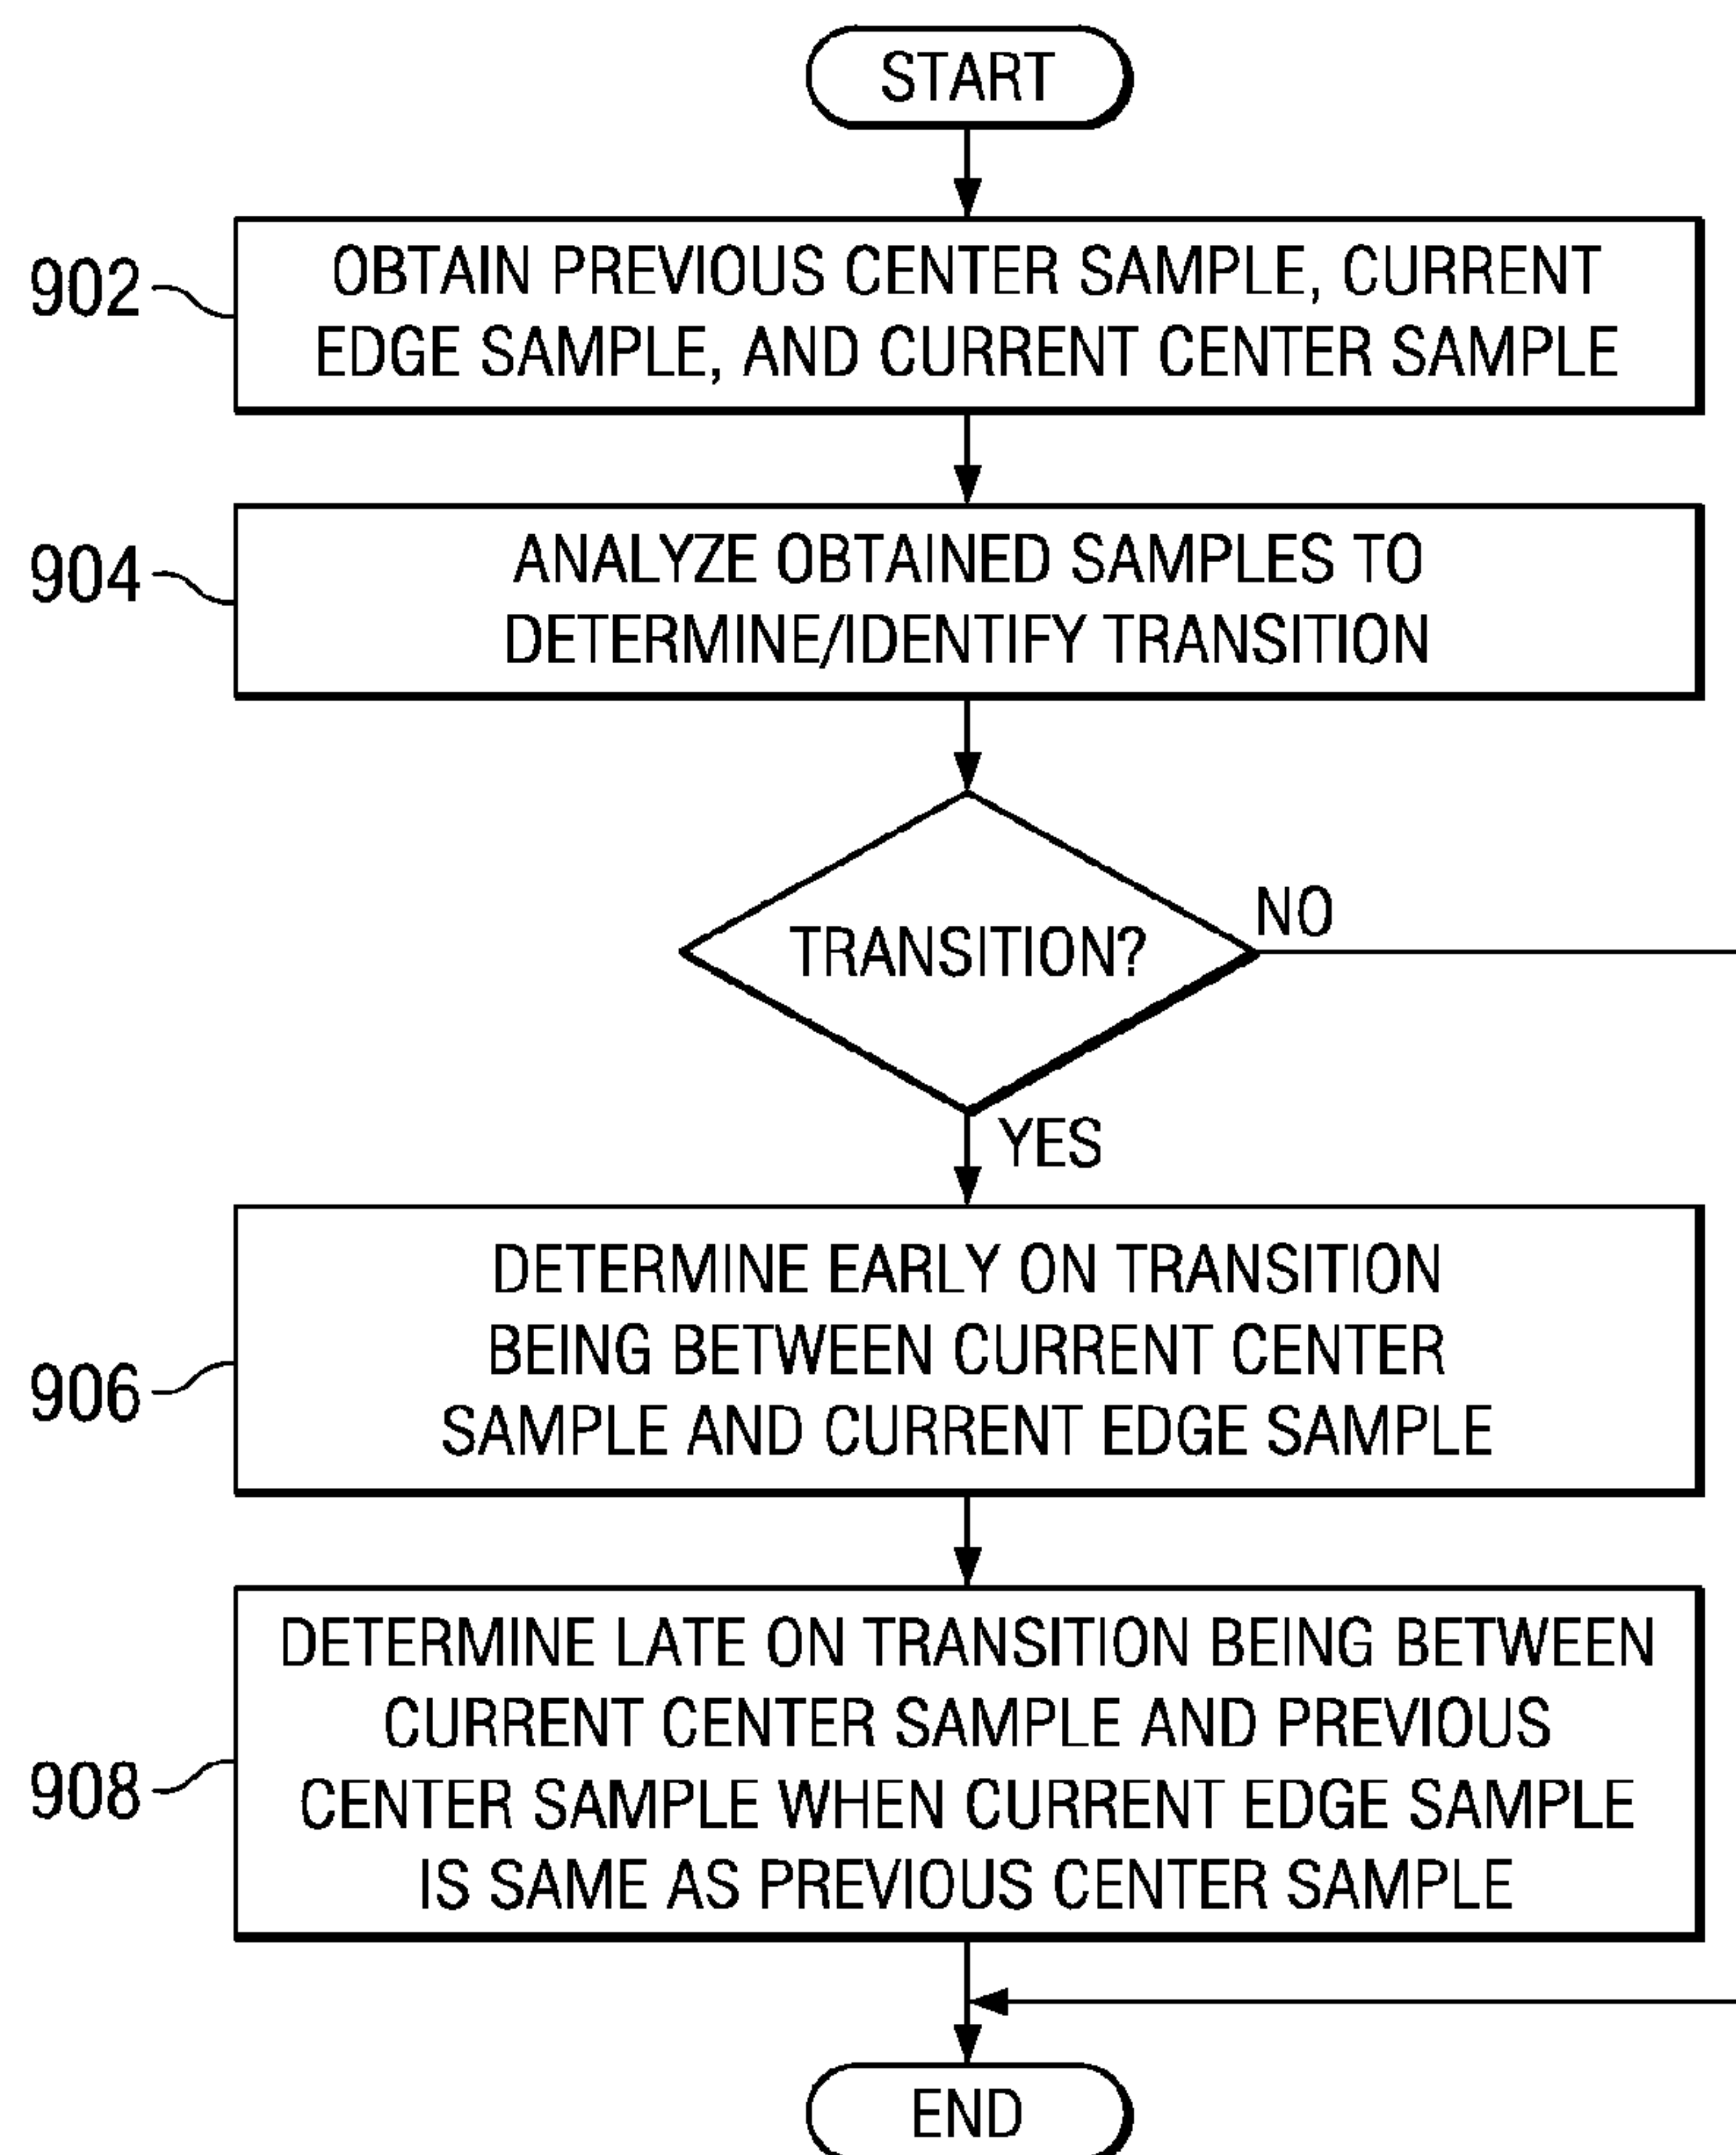 START
902
OBTAIN PREVIOUS CENTER SAMPLE, CURRENT
EDGE SAMPLE, AND CURRENT CENTER SAMPLE
904
ANALYZE OBTAINED SAMPLES TO
DETERMINE/IDENTIFY TRANSITION
TRANSITION?
NO
YES
906
DETERMINE EARLY ON TRANSITION
BEING BETWEEN CURRENT CENTER
SAMPLE AND CURRENT EDGE SAMPLE
908
DETERMINE LATE ON TRANSITION BEING BETWEEN
CURRENT CENTER SAMPLE AND PREVIOUS
CENTER SAMPLE WHEN CURRENT EDGE SAMPLE
IS SAME AS PREVIOUS CENTER SAMPLE
END